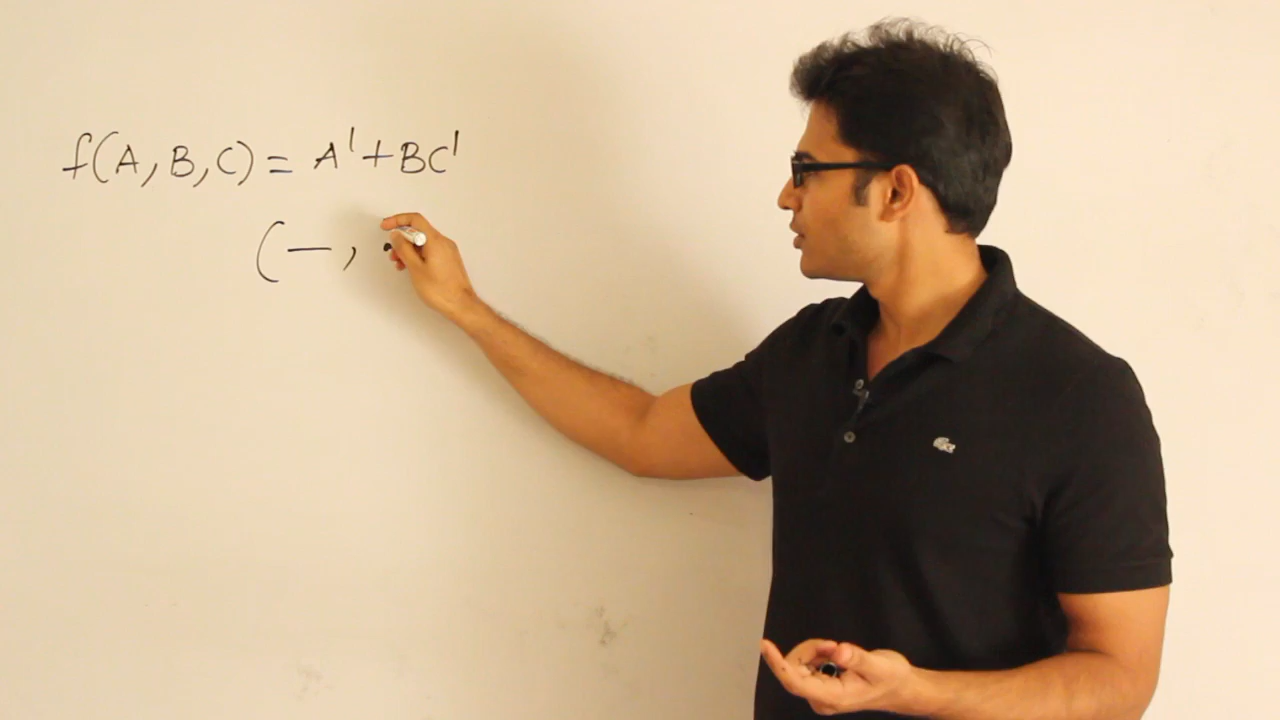 f(A, B, C) = A' + BC'
(—,